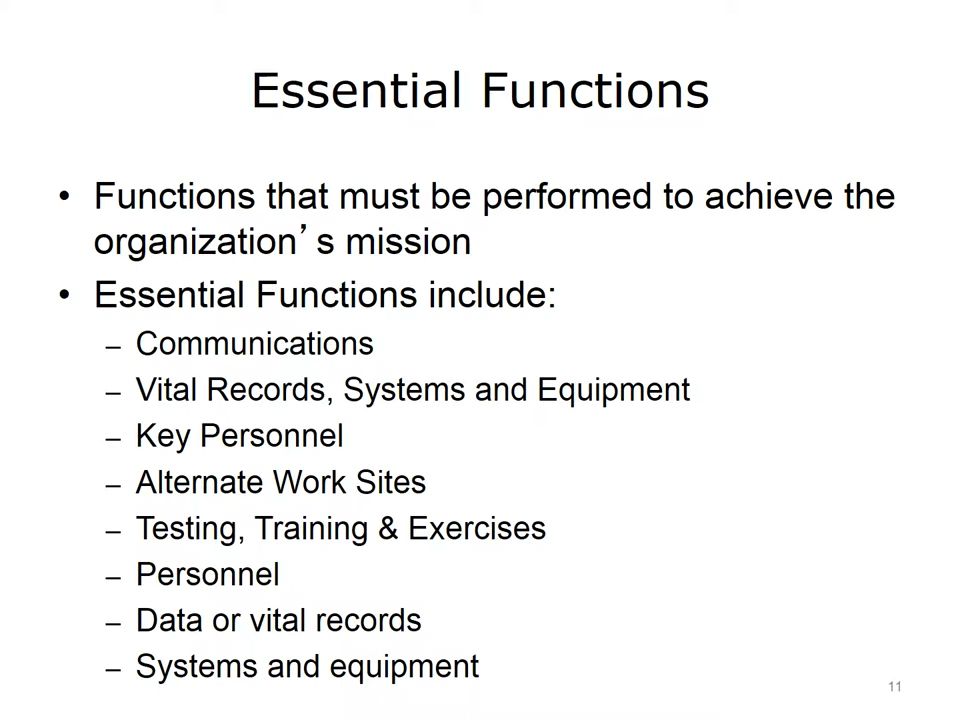 Essential Functions
• Functions that must be performed to achieve the
organization’s mission
• Essential Functions include:
– Communications
– Vital Records, Systems and Equipment
– Key Personnel
– Alternate Work Sites
– Testing, Training & Exercises
– Personnel
– Data or vital records
– Systems and equipment
11